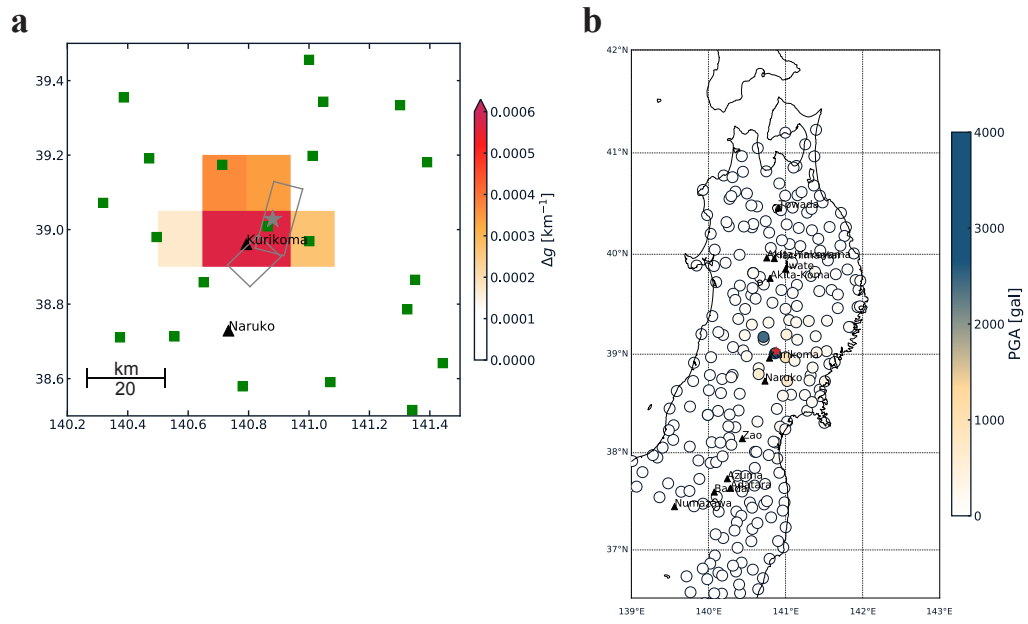 a
b
39.4
39.2
39.0
38.8
38.6
140.2
140.4
140.6
140.8
141.0
141.2
141.4
Kurikoma
Naruko
km
20
0.0006
0.0005
0.0004
0.0003
0.0002
0.0001
0.0000
Δg [km⁻¹]
42°N
41°N
40°N
39°N
38°N
37°N
139°E
140°E
141°E
142°E
143°E
Towada
Iwate
Akita-Koma
Naruko
Zao
Azuma
Adatara
Numazawa
4000
3000
2000
1000
0
PGA [gal]